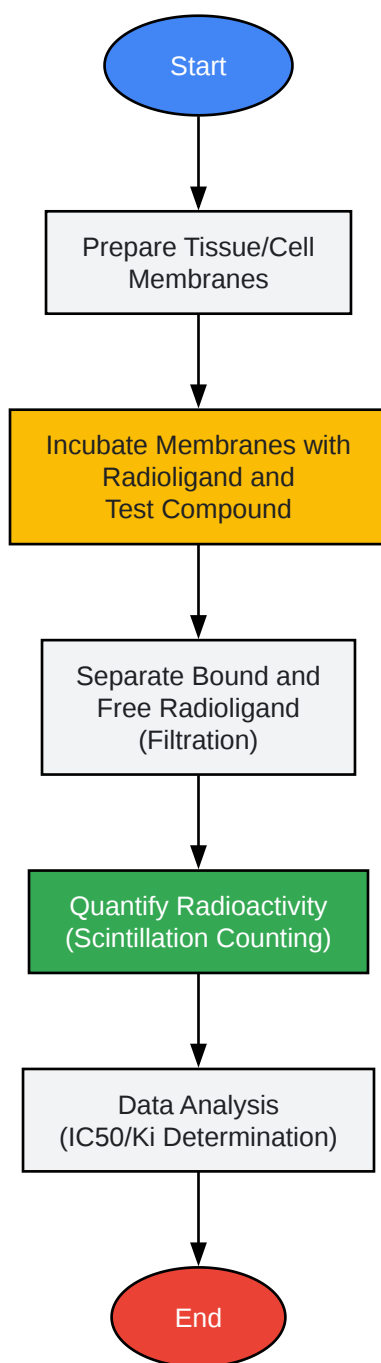 Start
Prepare Tissue/Cell
Membranes
Incubate Membranes with
Radioligand and
Test Compound
Separate Bound and
Free Radioligand
(Filtration)
Quantify Radioactivity
(Scintillation Counting)
Data Analysis
(IC50/Ki Determination)
End